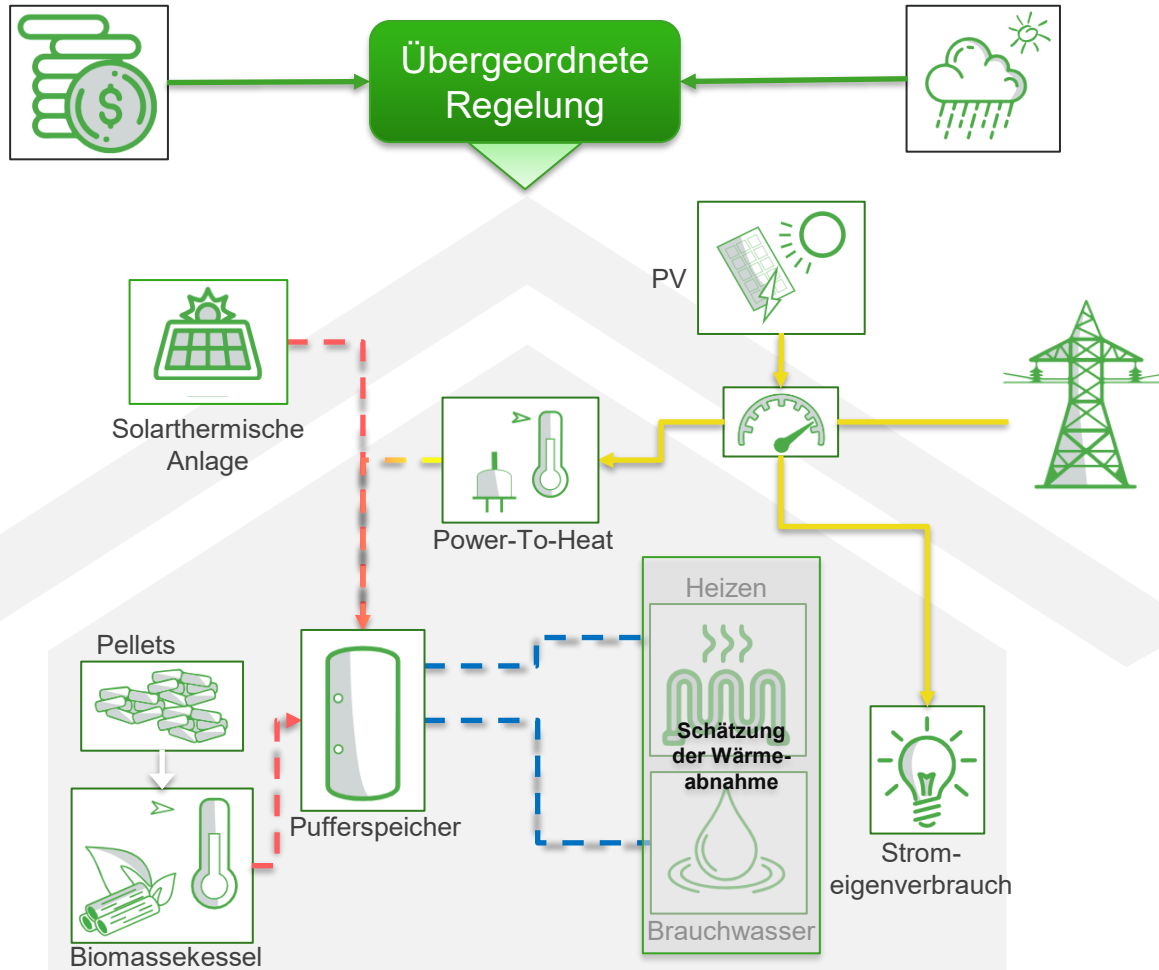 Übergeordnete
Regelung
$
PV
Solarthermische
Anlage
Power-To-Heat
Heizen
Pellets
Schätzung
der Wärme-
abnahme
Pufferspeicher
Strom-
eigenverbrauch
Brauchwasser
Biomassekessel